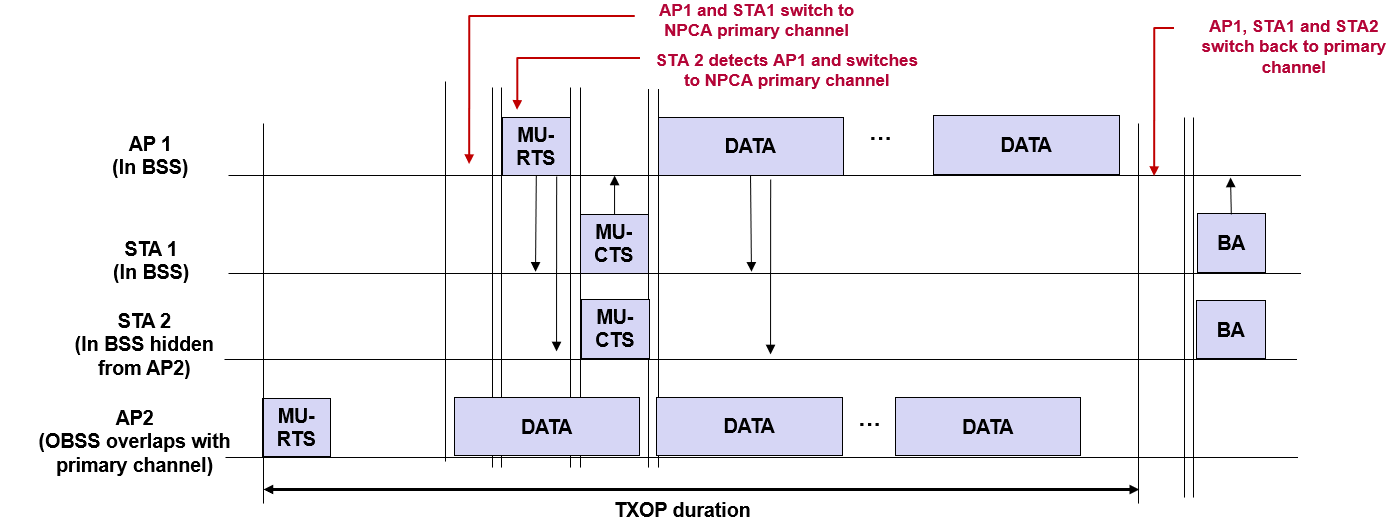 AP1 and STA1 switch to
NPCA primary channel
AP1, STA1 and STA2
switch back to primary
channel
STA 2 detects AP1 and switches
to NPCA primary channel
AP 1
(In BSS)
MU-
RTS
DATA
...
DATA
STA 1
(In BSS)
MU-
CTS
BA
STA 2
(In BSS hidden
from AP2)
MU-
CTS
BA
AP2
(OBSS overlaps with
primary channel)
MU-
RTS
DATA
DATA
...
DATA
TXOP duration